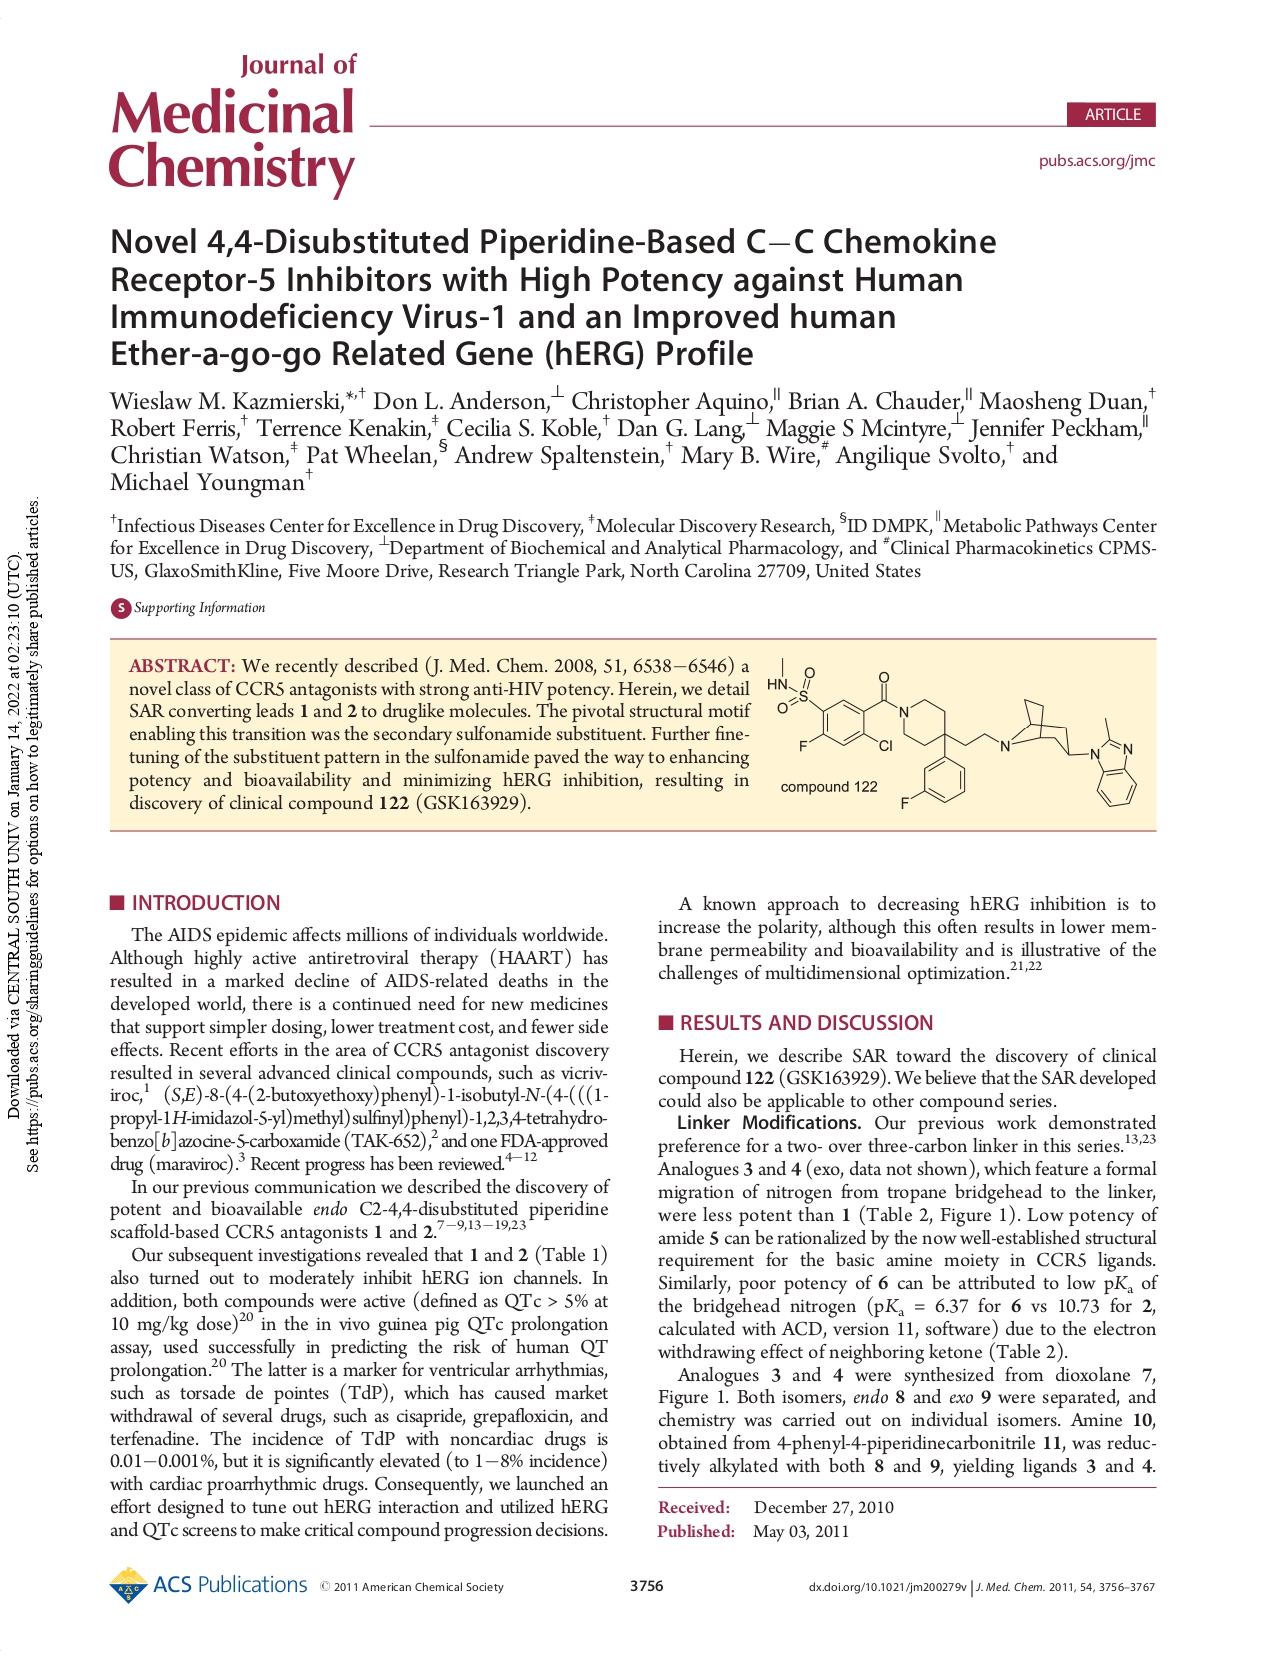 Journal of
Medicinal
Chemistry
ARTICLE
pubs.acs.org/jmc
Novel 4,4-Disubstituted Piperidine-Based C−C Chemokine
Receptor-5 Inhibitors with High Potency against Human
Immunodeficiency Virus-1 and an Improved human
Ether-a-go-go Related Gene (hERG) Profile
Wieslaw M. Kazmierski,*,† Don L. Anderson,⊥ Christopher Aquino,∥ Brian A. Chauder,∥ Maosheng Duan,†
Robert Ferris,† Terrence Kenakin,‡ Cecilia S. Koble,† Dan G. Lang,⊥ Maggie S Mcintyre,⊥ Jennifer Peckham,∥
Christian Watson,‡ Pat Wheelan,§ Andrew Spaltenstein,† Mary B. Wire,# Angilique Svolto,† and
Michael Youngman†
†Infectious Diseases Center for Excellence in Drug Discovery, ‡Molecular Discovery Research, §ID DMPK, ∥Metabolic Pathways Center
for Excellence in Drug Discovery, ⊥Department of Biochemical and Analytical Pharmacology, and #Clinical Pharmacokinetics CPMS-
US, GlaxoSmithKline, Five Moore Drive, Research Triangle Park, North Carolina 27709, United States
S Supporting Information
ABSTRACT: We recently described (J. Med. Chem. 2008, 51, 6538−6546) a
novel class of CCR5 antagonists with strong anti-HIV potency. Herein, we detail
SAR converting leads 1 and 2 to druglike molecules. The pivotal structural motif
enabling this transition was the secondary sulfonamide substituent. Further fine-
tuning of the substituent pattern in the sulfonamide paved the way to enhancing
potency and bioavailability and minimizing hERG inhibition, resulting in
discovery of clinical compound 122 (GSK163929).
HN
O
S
O
O
N
F
Cl
N
N
N
F
compound 122
INTRODUCTION
The AIDS epidemic affects millions of individuals worldwide.
Although highly active antiretroviral therapy (HAART) has
resulted in a marked decline of AIDS-related deaths in the
developed world, there is a continued need for new medicines
that support simpler dosing, lower treatment cost, and fewer side
effects. Recent efforts in the area of CCR5 antagonist discovery
resulted in several advanced clinical compounds, such as vicriv-
iroc,1 (S,E)-8-(4-(2-butoxyethoxy)phenyl)-1-isobutyl-N-(4-(((1-
propyl-1H-imidazol-5-yl)methyl)sulfinyl)phenyl)-1,2,3,4-tetrahydro-
benzo[b]azocine-5-carboxamide (TAK-652),2 and one FDA-approved
drug (maraviroc).3 Recent progress has been reviewed.4−12
In our previous communication we described the discovery of
potent and bioavailable endo C2-4,4-disubstituted piperidine
scaffold-based CCR5 antagonists 1 and 2.7−9,13−19,23
Our subsequent investigations revealed that 1 and 2 (Table 1)
also turned out to moderately inhibit hERG ion channels. In
addition, both compounds were active (defined as QTc > 5% at
10 mg/kg dose)20 in the in vivo guinea pig QTc prolongation
assay, used successfully in predicting the risk of human QT
prolongation.20 The latter is a marker for ventricular arrhythmias,
such as torsade de pointes (TdP), which has caused market
withdrawal of several drugs, such as cisapride, grepafloxicin, and
terfenadine. The incidence of TdP with noncardiac drugs is
0.01−0.001%, but it is significantly elevated (to 1−8% incidence)
with cardiac proarrhythmic drugs. Consequently, we launched an
effort designed to tune out hERG interaction and utilized hERG
and QTc screens to make critical compound progression decisions.
A known approach to decreasing hERG inhibition is to
increase the polarity, although this often results in lower mem-
brane permeability and bioavailability and is illustrative of the
challenges of multidimensional optimization.21,22
RESULTS AND DISCUSSION
Herein, we describe SAR toward the discovery of clinical
compound 122 (GSK163929). We believe that the SAR developed
could also be applicable to other compound series.
Linker Modifications. Our previous work demonstrated
preference for a two- over three-carbon linker in this series.13,23
Analogues 3 and 4 (exo, data not shown), which feature a formal
migration of nitrogen from tropane bridgehead to the linker,
were less potent than 1 (Table 2, Figure 1). Low potency of
amide 5 can be rationalized by the now well-established structural
requirement for the basic amine moiety in CCR5 ligands.
Similarly, poor potency of 6 can be attributed to low pKa of
the bridgehead nitrogen (pKa = 6.37 for 6 vs 10.73 for 2,
calculated with ACD, version 11, software) due to the electron
withdrawing effect of neighboring ketone (Table 2).
Analogues 3 and 4 were synthesized from dioxolane 7,
Figure 1. Both isomers, endo 8 and exo 9 were separated, and
chemistry was carried out on individual isomers. Amine 10,
obtained from 4-phenyl-4-piperidinecarbonitrile 11, was reduc-
tively alkylated with both 8 and 9, yielding ligands 3 and 4.
Received: December 27, 2010
Published: May 03, 2011
ACS Publications © 2011 American Chemical Society
3756
dx.doi.org/10.1021/jm200279v | J. Med. Chem. 2011, 54, 3756–3767
Downloaded via CENTRAL SOUTH UNIV on January 14, 2022 at 02:23:10 (UTC).
See https://pubs.acs.org/sharingguidelines for options on how to legitimately share published articles.